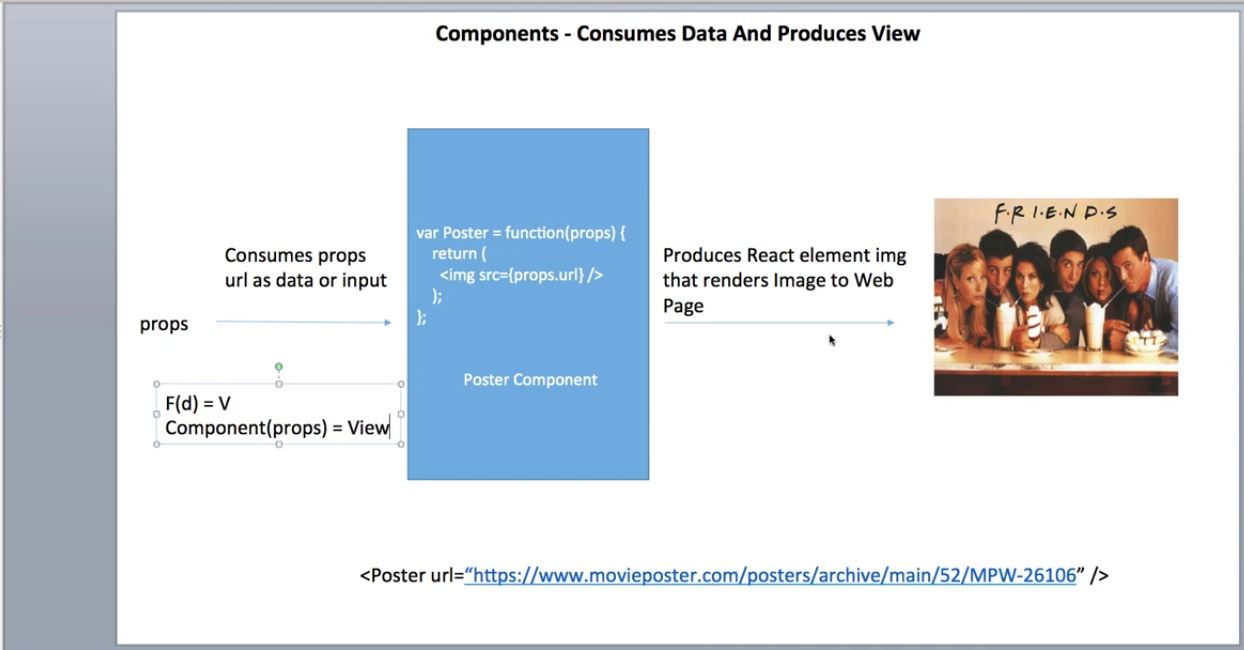 Components - Consumes Data And Produces View
Consumes props
url as data or input
props
F(d) = V
Component(props) = View
var Poster = function(props) {
return (
<img src={props.url} />
);
};
Poster Component
Produces React element img
that renders Image to Web
Page
F·R·I·E·N·D·S
<Poster url=“https://www.movieposter.com/posters/archive/main/52/MPW-26106” />